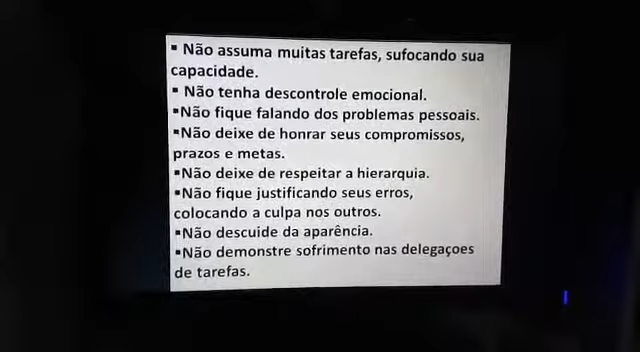 ▪ Não assuma muitas tarefas, sufocando sua
capacidade.
▪ Não tenha descontrole emocional.
▪Não fique falando dos problemas pessoais.
▪Não deixe de honrar seus compromissos,
prazos e metas.
▪Não deixe de respeitar a hierarquia.
▪Não fique justificando seus erros,
colocando a culpa nos outros.
▪Não descuide da aparência.
▪Não demonstre sofrimento nas delegaçoes
de tarefas.